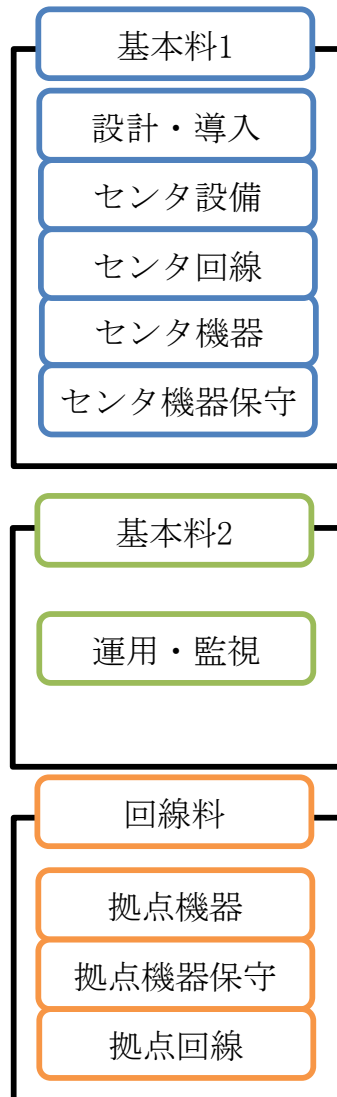 基本料1
設計・導入
センタ設備
センタ回線
センタ機器
センタ機器保守
基本料2
運用・監視
回線料
拠点機器
拠点機器保守
拠点回線